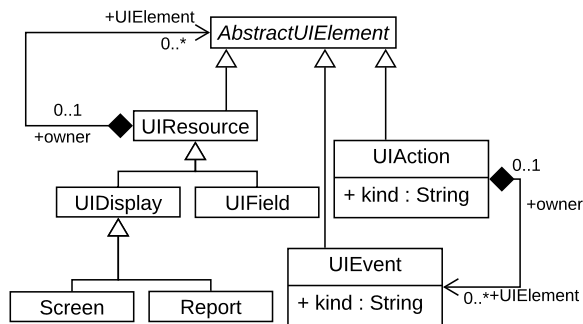 +UIElement
AbstractUIElement
0..*
0..1
+owner
UIResource
UIAction
+ kind : String
0..1
+owner
UIDisplay
UIField
UIEvent
+ kind : String
0..*
+UIElement
Screen
Report